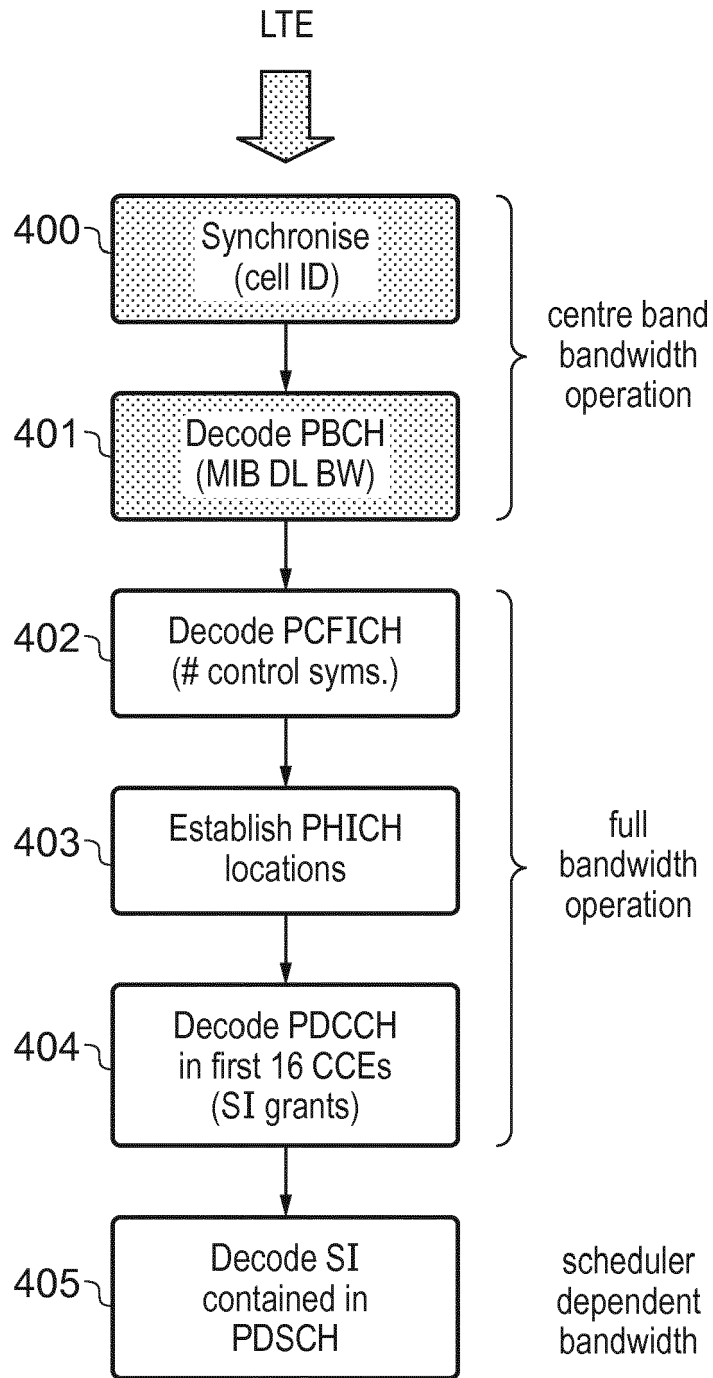 LTE
400
Synchronise
(cell ID)
centre band
bandwidth
operation
401
Decode PBCH
(MIB DL BW)
402
Decode PCFICH
(# control syms.)
403
Establish PHICH
locations
full
bandwidth
operation
404
Decode PDCCH
in first 16 CCEs
(SI grants)
405
Decode SI
contained in
PDSCH
scheduler
dependent
bandwidth